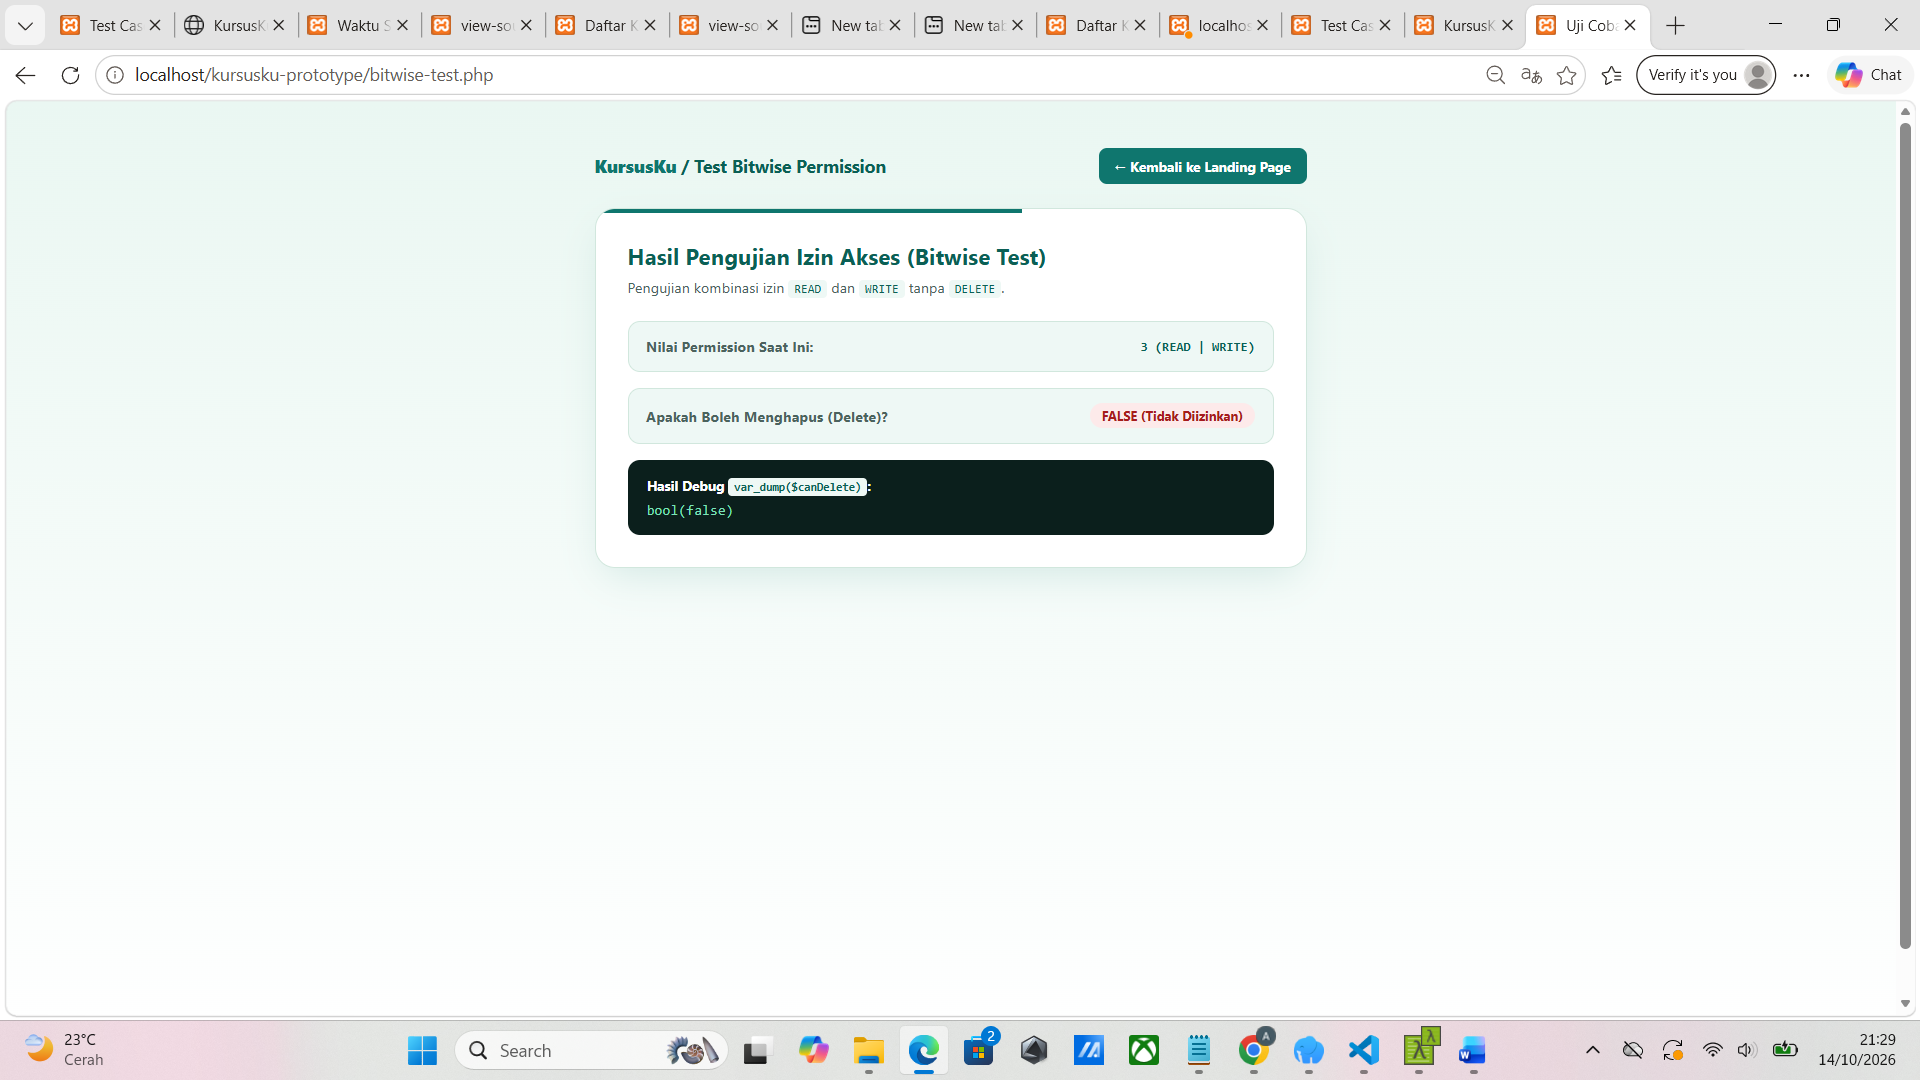 Test Cas
KursusK
Waktu S
view-sou
Daftar K
view-so
New tab
New tab
Daftar K
localhos
Test Cas
KursusK
Uji Coba
localhost/kursusku-prototype/bitwise-test.php
Verify it's you
Chat
KursusKu / Test Bitwise Permission
← Kembali ke Landing Page
Hasil Pengujian Izin Akses (Bitwise Test)
Pengujian kombinasi izin READ dan WRITE tanpa DELETE.
Nilai Permission Saat Ini:
3 (READ | WRITE)
Apakah Boleh Menghapus (Delete)?
FALSE (Tidak Diizinkan)
Hasil Debug var_dump($canDelete):
bool(false)
23°C
Cerah
Search
2
A
21:29
14/10/2026